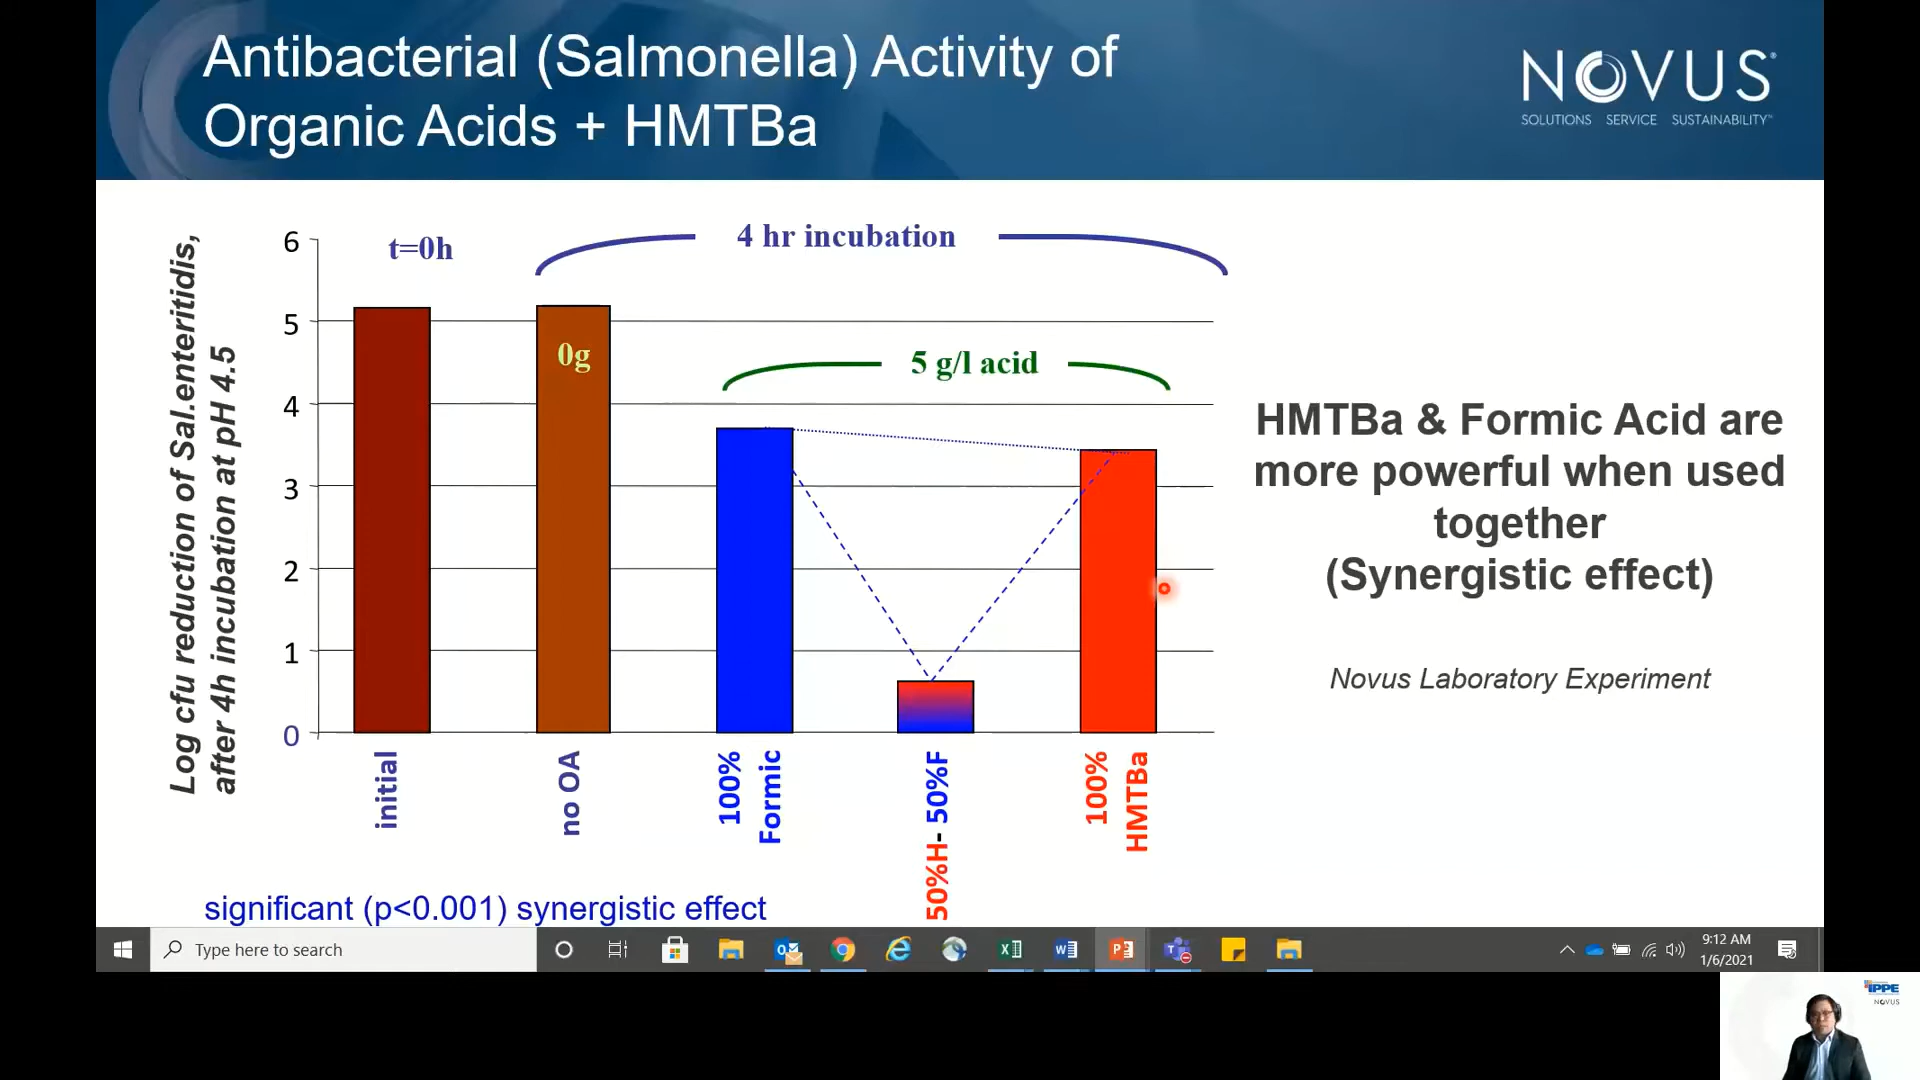 Antibacterial (Salmonella) Activity of
Organic Acids + HMTBa
NOVUS®
SOLUTIONS SERVICE SUSTAINABILITY™
Log cfu reduction of Sal.enteritidis,
after 4h incubation at pH 4.5
6
5
4
3
2
1
0
t=0h
4 hr incubation
0g
5 g/l acid
initial
no OA
100%
Formic
50%H- 50%F
100%
HMTBa
HMTBa & Formic Acid are
more powerful when used
together
(Synergistic effect)
Novus Laboratory Experiment
significant (p<0.001) synergistic effect
Type here to search
9:12 AM
1/6/2021
IPPE
NOVUS